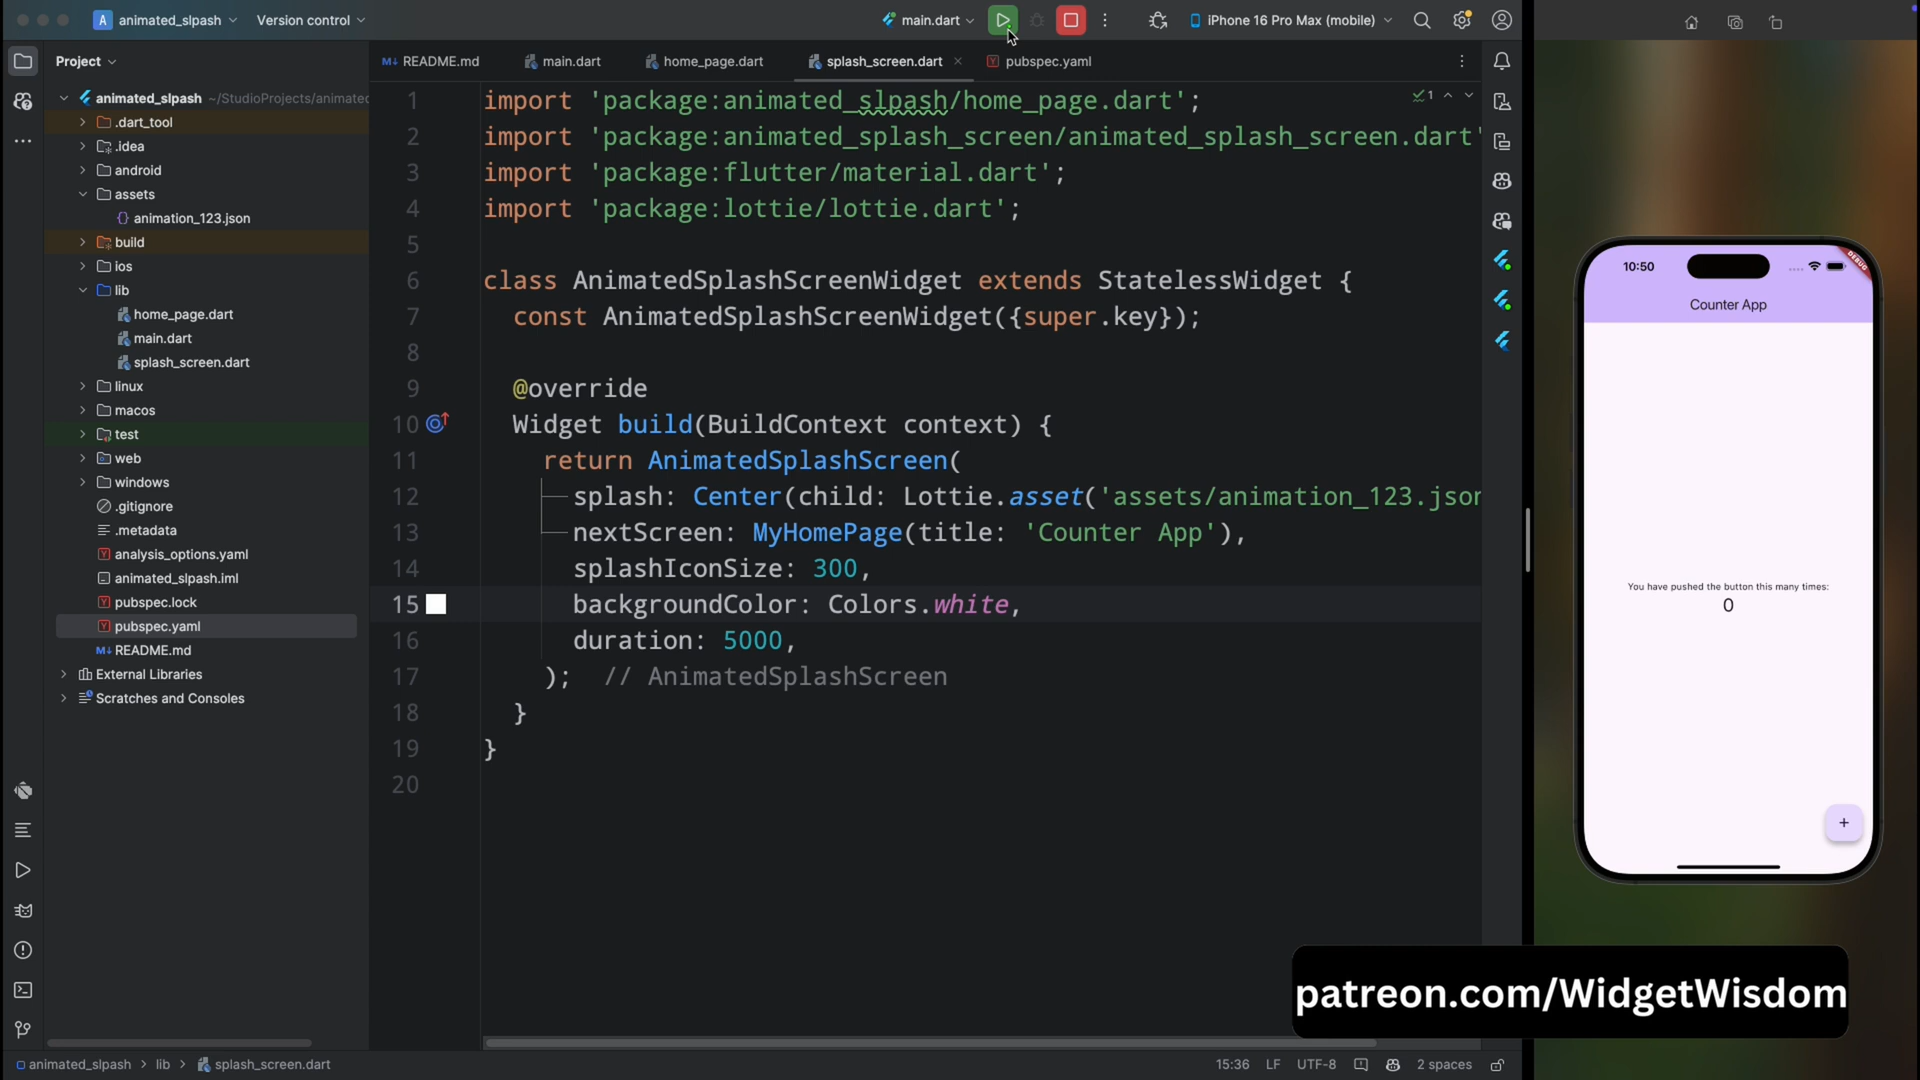 A animated_slpash
Version control
main.dart
iPhone 16 Pro Max (mobile)
Project
README.md
main.dart
home_page.dart
splash_screen.dart
pubspec.yaml
animated_slpash ~/StudioProjects/animated
.dart_tool
.idea
android
assets
animation_123.json
build
ios
lib
home_page.dart
main.dart
splash_screen.dart
linux
macos
test
web
windows
.gitignore
.metadata
analysis_options.yaml
animated_slpash.iml
pubspec.lock
pubspec.yaml
README.md
External Libraries
Scratches and Consoles
1 import 'package:animated_slpash/home_page.dart';
2 import 'package:animated_splash_screen/animated_splash_screen.dart'
3 import 'package:flutter/material.dart';
4 import 'package:lottie/lottie.dart';
5
6 class AnimatedSplashScreenWidget extends StatelessWidget {
7 const AnimatedSplashScreenWidget({super.key});
8
9 @override
10 Widget build(BuildContext context) {
11 return AnimatedSplashScreen(
12 splash: Center(child: Lottie.asset('assets/animation_123.json
13 nextScreen: MyHomePage(title: 'Counter App'),
14 splashIconSize: 300,
15 backgroundColor: Colors.white,
16 duration: 5000,
17 ); // AnimatedSplashScreen
18 }
19 }
20
1
10:50
DEBUG
Counter App
You have pushed the button this many times:
0
+
patreon.com/WidgetWisdom
animated_slpash > lib > splash_screen.dart
15:36 LF UTF-8 2 spaces